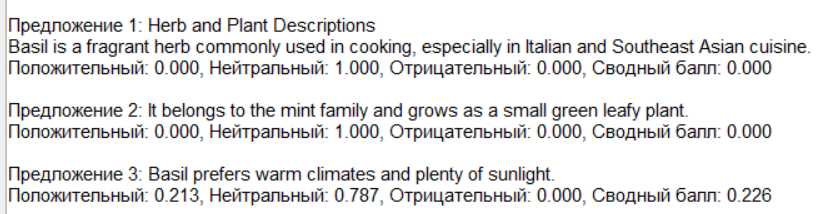 Предложение 1: Herb and Plant Descriptions
Basil is a fragrant herb commonly used in cooking, especially in Italian and Southeast Asian cuisine.
Положительный: 0.000, Нейтральный: 1.000, Отрицательный: 0.000, Сводный балл: 0.000
Предложение 2: It belongs to the mint family and grows as a small green leafy plant.
Положительный: 0.000, Нейтральный: 1.000, Отрицательный: 0.000, Сводный балл: 0.000
Предложение 3: Basil prefers warm climates and plenty of sunlight.
Положительный: 0.213, Нейтральный: 0.787, Отрицательный: 0.000, Сводный балл: 0.226